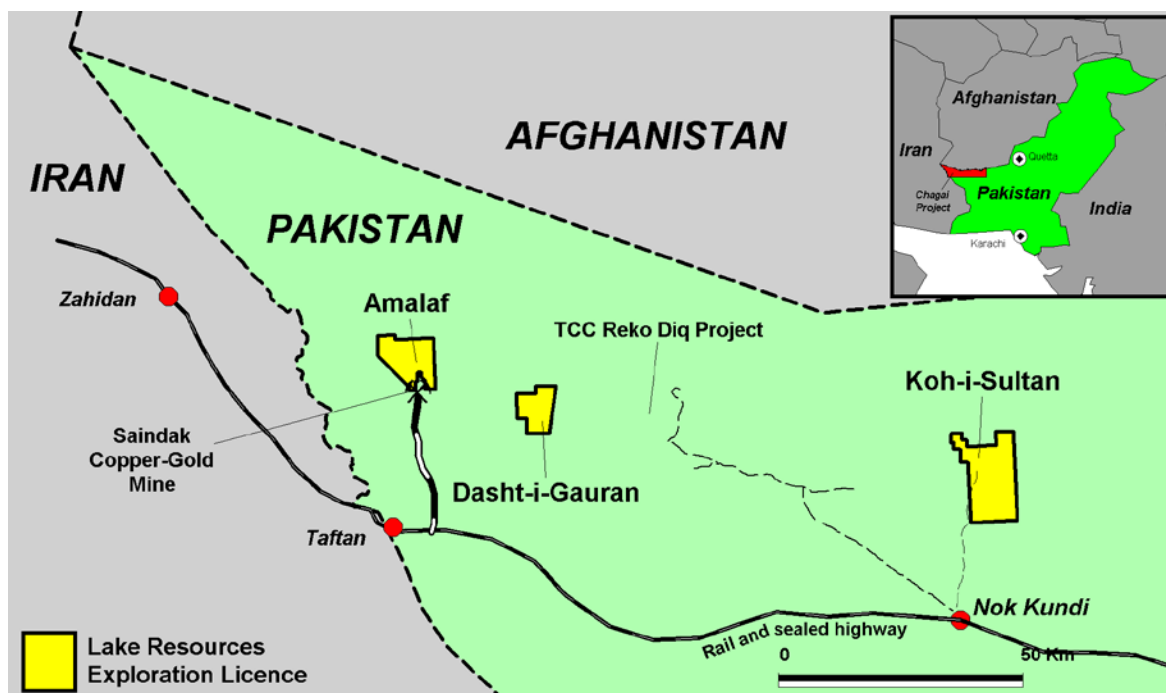 AFGHANISTAN
IRAN
PAKISTAN
Zahidan
Amalaf
TCC Reko Diq Project
Koh-i-Sultan
Saindak
Copper-Gold
Mine
Dasht-i-Gauran
Taftan
Nok Kundi
Rail and sealed highway
0
50 Km
Lake Resources
Exploration Licence
Afghanistan
Iran
Quetta
Chagai
Project
Pakistan
India
Karachi